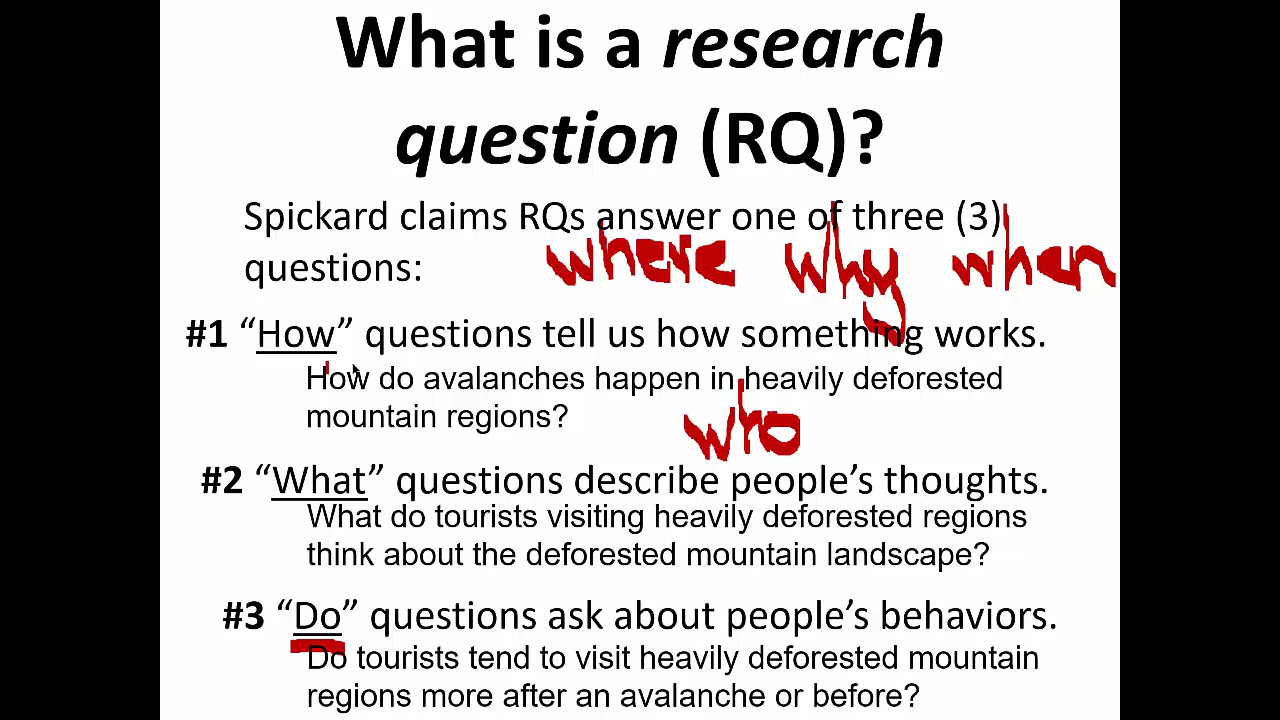 What is a research
question (RQ)?
Spickard claims RQs answer one of three (3)
where why when
questions:
#1 “How” questions tell us how something works.
How do avalanches happen in heavily deforested
mountain regions?
who
#2 “What” questions describe people’s thoughts.
What do tourists visiting heavily deforested regions
think about the deforested mountain landscape?
#3 “Do” questions ask about people’s behaviors.
Do tourists tend to visit heavily deforested mountain
regions more after an avalanche or before?